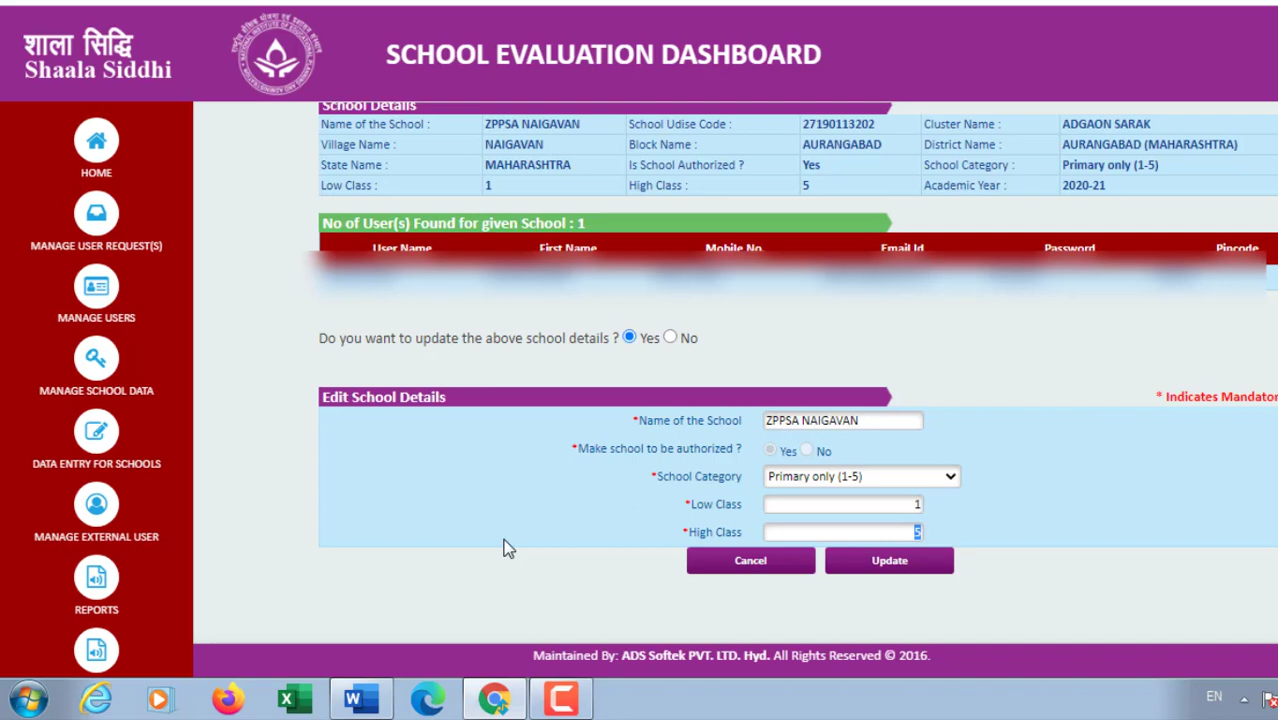 शाला सिद्धि
Shaala Siddhi
SCHOOL EVALUATION DASHBOARD
HOME
MANAGE USER REQUEST(S)
MANAGE USERS
MANAGE SCHOOL DATA
DATA ENTRY FOR SCHOOLS
MANAGE EXTERNAL USER
REPORTS
School Details
Name of the School : ZPPSA NAIGAVAN School Udise Code : 27190113202 Cluster Name : ADGAON SARAK
Village Name : NAIGAVAN Block Name : AURANGABAD District Name : AURANGABAD (MAHARASHTRA)
State Name : MAHARASHTRA Is School Authorized ? Yes School Category : Primary only (1-5)
Low Class : 1 High Class : 5 Academic Year : 2020-21
No of User(s) Found for given School : 1
User Name First Name Mobile No. Email Id Password Pincode
Do you want to update the above school details ? Yes No
Edit School Details * Indicates Mandator
*Name of the School ZPPSA NAIGAVAN
*Make school to be authorized ? Yes No
*School Category Primary only (1-5)
*Low Class 1
*High Class 5
Cancel Update
Maintained By: ADS Softek PVT. LTD. Hyd. All Rights Reserved © 2016.
EN